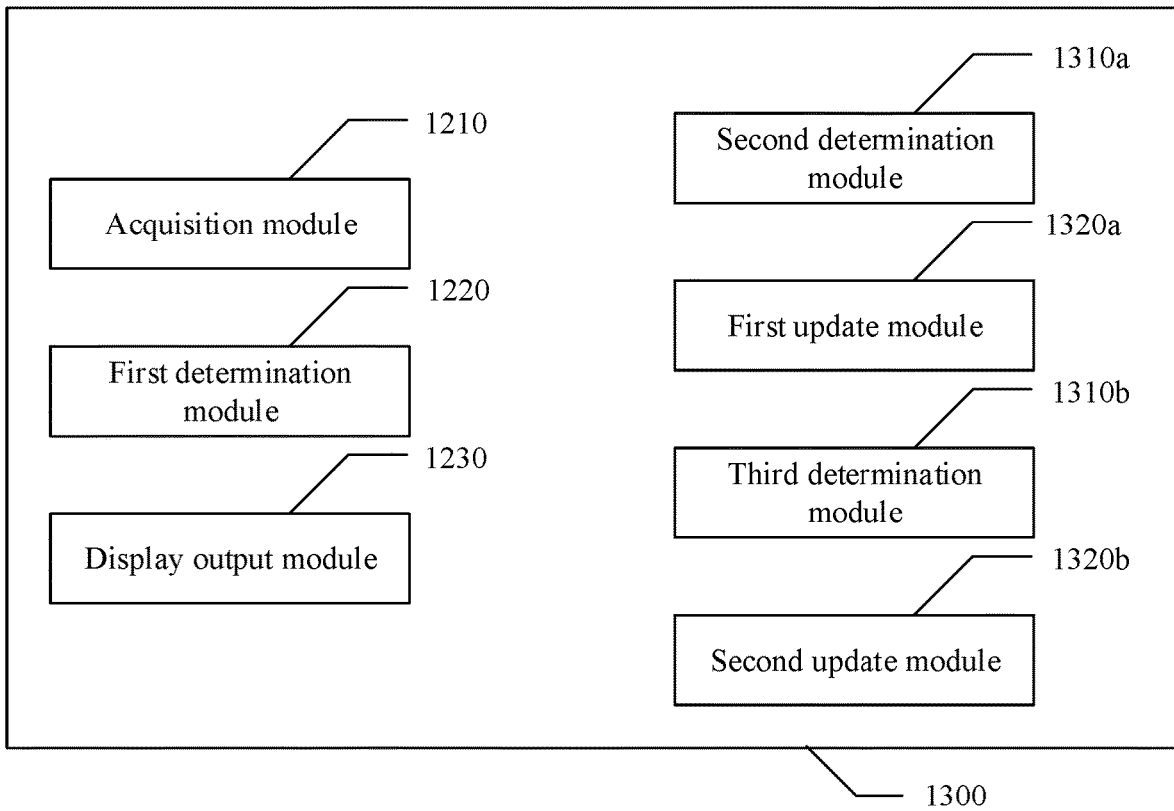 1210
Acquisition module
1220
First determination
module
1230
Display output module
1310a
Second determination
module
1320a
First update module
1310b
Third determination
module
1320b
Second update module
1300